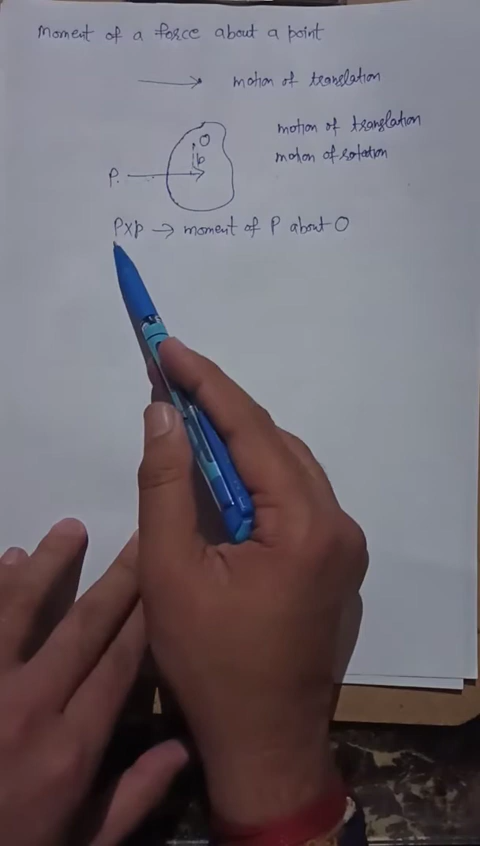 moment of a force about a point
motion of translation
motion of translation
motion of rotation
O
p
P.
P×p → moment of P about O